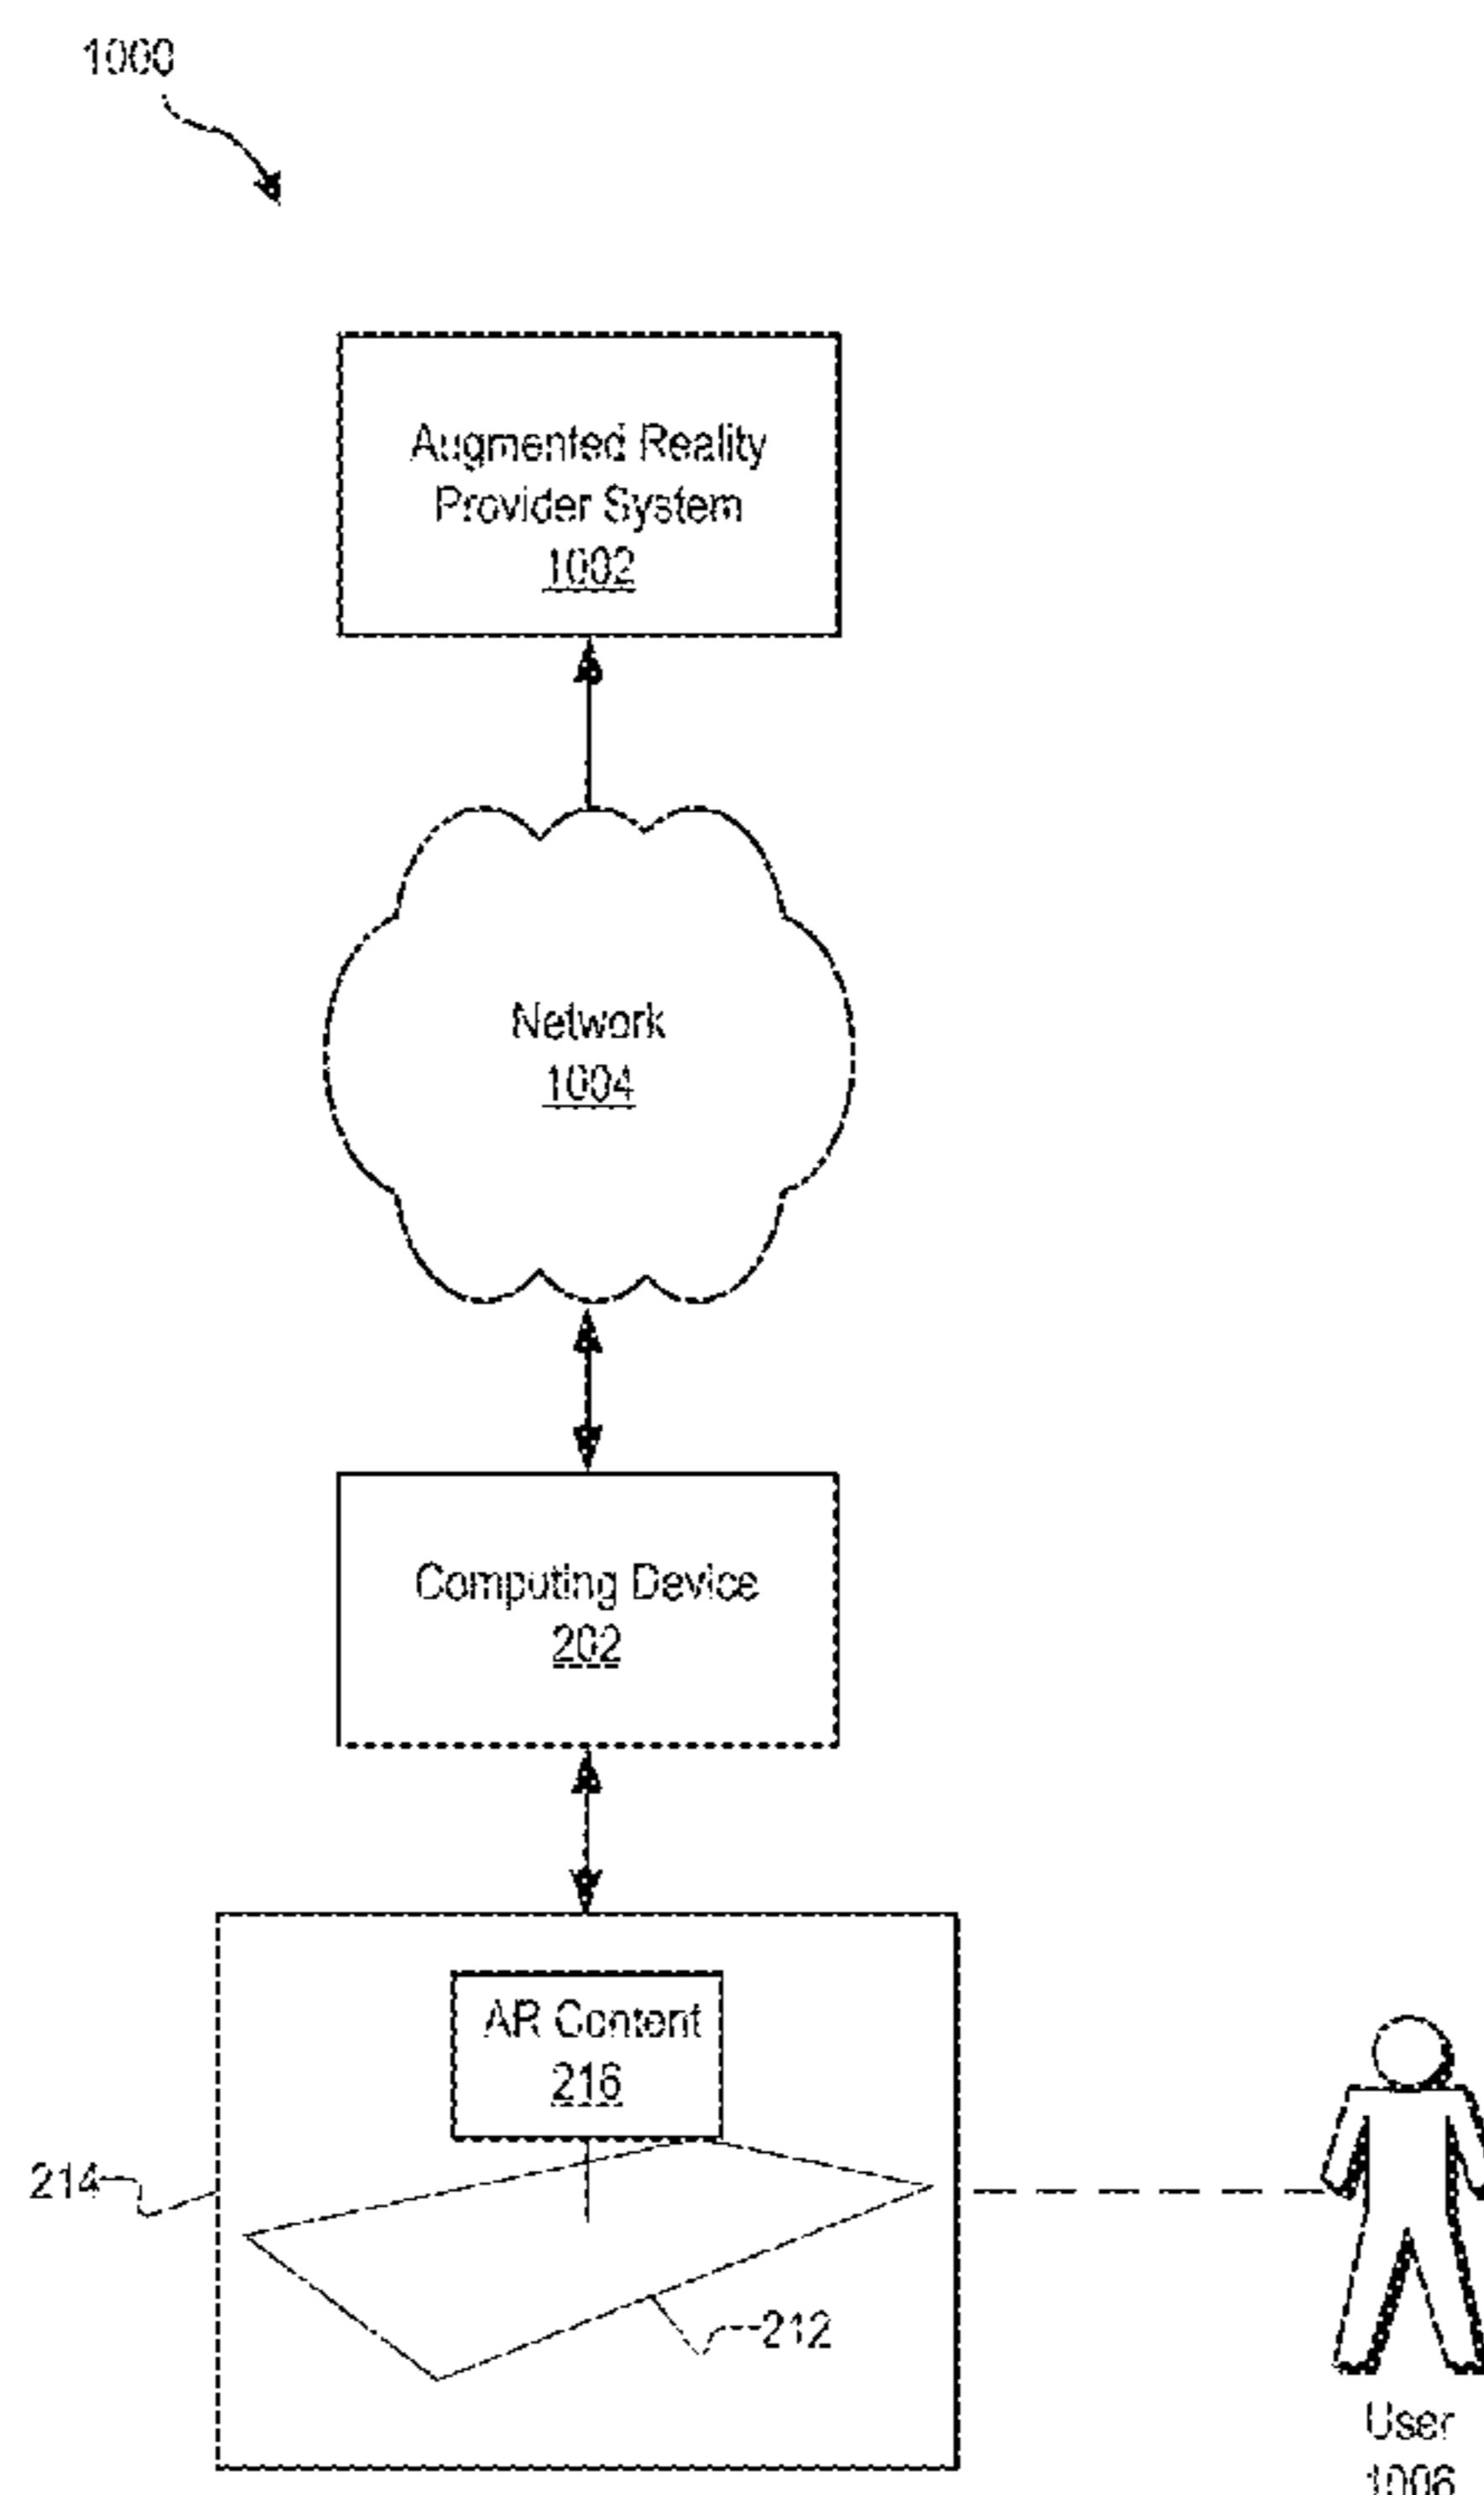 1000
Augmented Reality
Provider System
1002
Network
1004
Computing Device
202
AR Content
216
214
212
User
1006